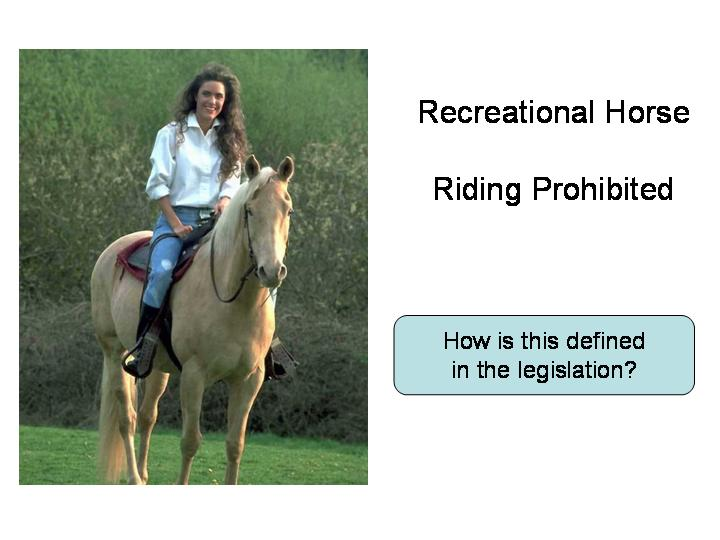 Recreational Horse
Riding Prohibited
How is this defined
in the legislation?